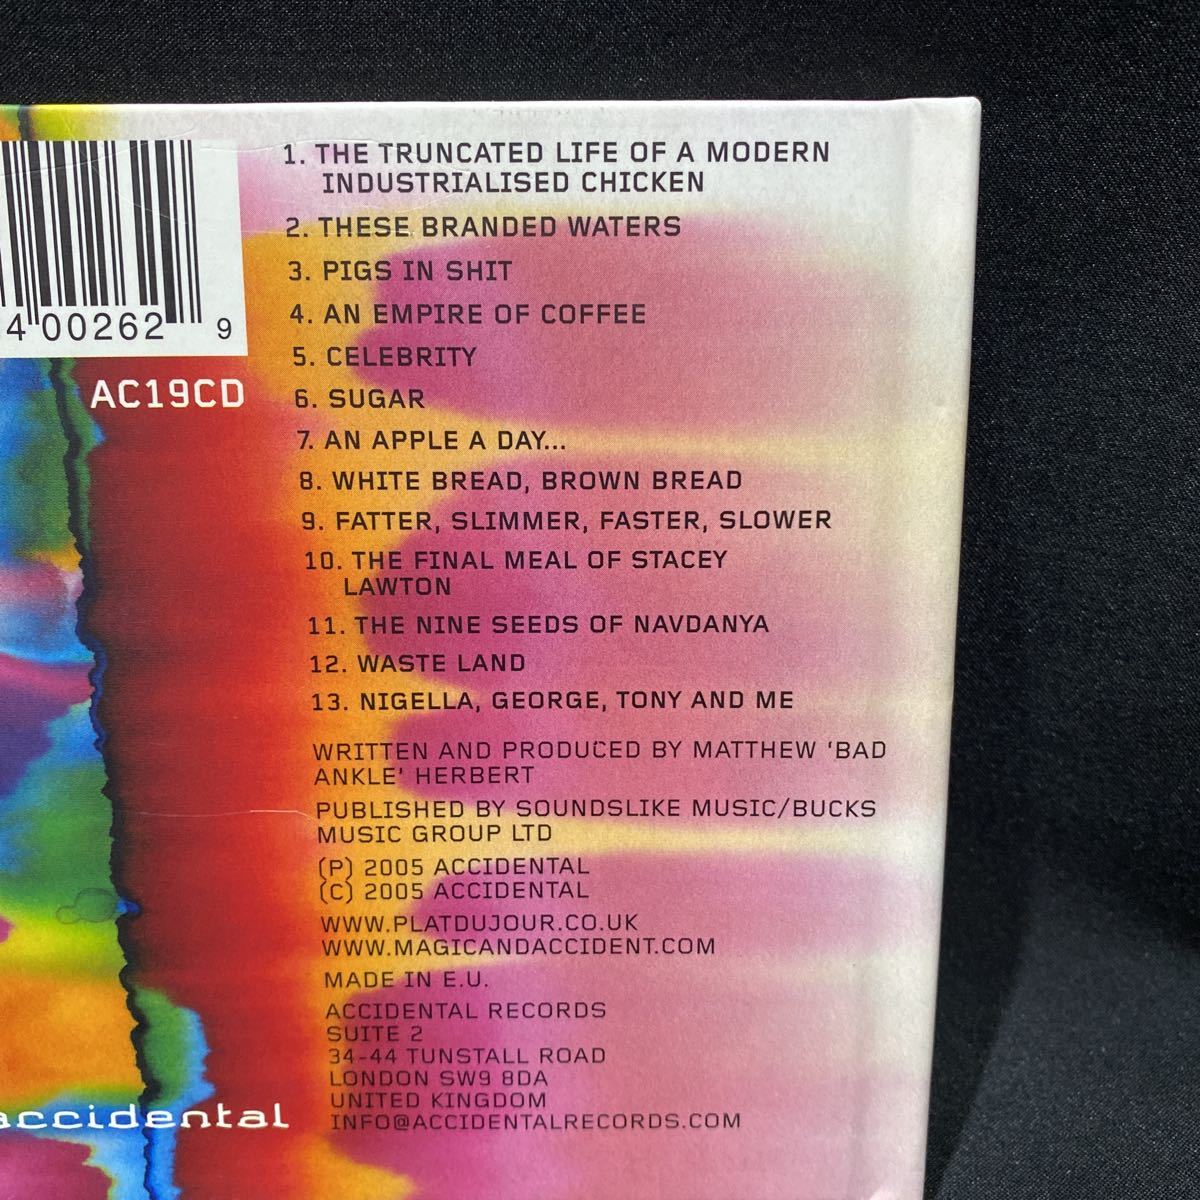 1. THE TRUNCATED LIFE OF A MODERN
INDUSTRIALISED CHICKEN
2. THESE BRANDED WATERS
3. PIGS IN SHIT
4. AN EMPIRE OF COFFEE
5. CELEBRITY
6. SUGAR
7. AN APPLE A DAY...
8. WHITE BREAD, BROWN BREAD
9. FATTER, SLIMMER, FASTER, SLOWER
10. THE FINAL MEAL OF STACEY
LAWTON
11. THE NINE SEEDS OF NAVDANYA
12. WASTE LAND
13. NIGELLA, GEORGE, TONY AND ME
WRITTEN AND PRODUCED BY MATTHEW 'BAD
ANKLE' HERBERT
PUBLISHED BY SOUNDSLIKE MUSIC/BUCKS
MUSIC GROUP LTD
(P) 2005 ACCIDENTAL
(C) 2005 ACCIDENTAL
WWW.PLATDUJOUR.CO.UK
WWW.MAGICANDACCIDENT.COM
MADE IN E.U.
ACCIDENTAL RECORDS
SUITE 2
34-44 TUNSTALL ROAD
LONDON SW9 8DA
UNITED KINGDOM
INFO@ACCIDENTALRECORDS.COM
4 00262 9
AC19CD
accidental